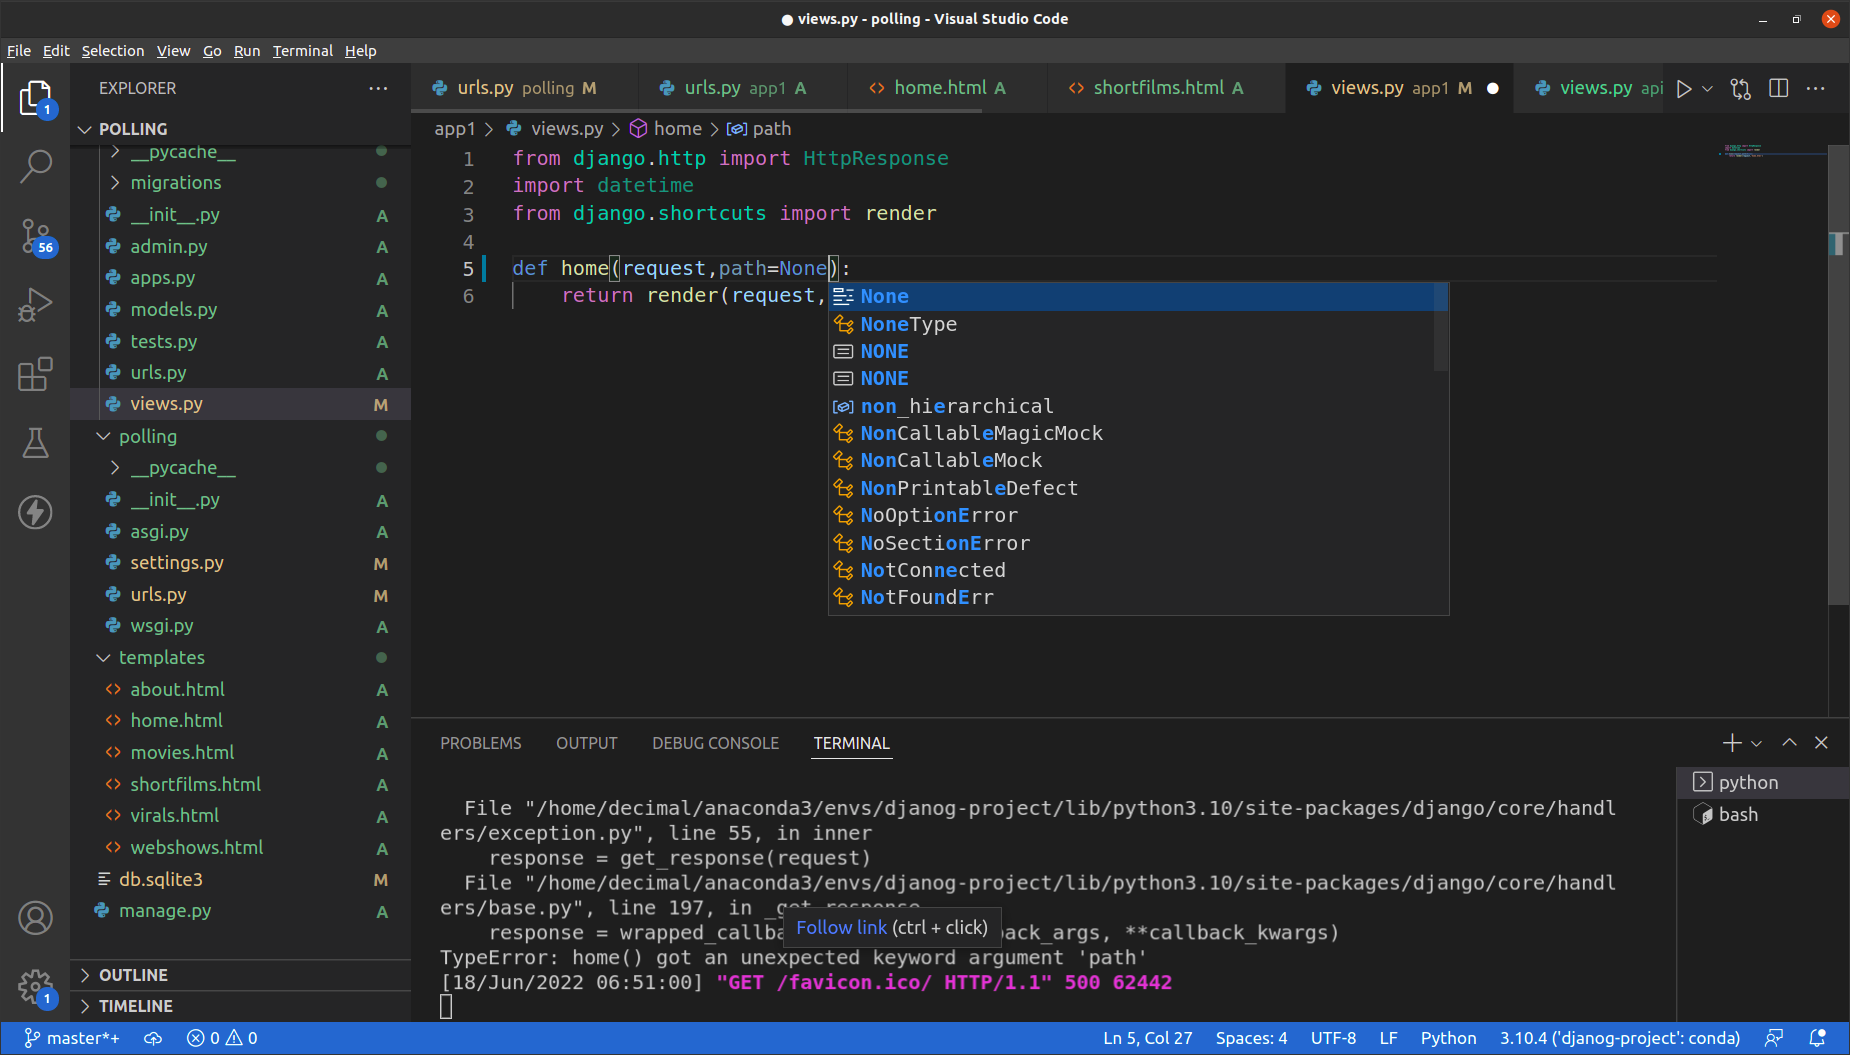 ● views.py - polling - Visual Studio Code
File Edit Selection View Go Run Terminal Help
1
56
1
EXPLORER
POLLING
__pycache__
migrations
__init__.py A
admin.py A
apps.py A
models.py A
tests.py A
urls.py A
views.py M
polling
__pycache__
__init__.py A
asgi.py A
settings.py M
urls.py M
wsgi.py A
templates
about.html A
home.html A
movies.html A
shortfilms.html A
virals.html A
webshows.html A
db.sqlite3 M
manage.py A
OUTLINE
TIMELINE
urls.py polling M
urls.py app1 A
home.html A
shortfilms.html A
views.py app1 M ●
views.py api
app1 > views.py > home > path
1 from django.http import HttpResponse
2 import datetime
3 from django.shortcuts import render
4
5 def home(request,path=None):
6 return render(request,
None
NoneType
NONE
NONE
non_hierarchical
NonCallableMagicMock
NonCallableMock
NonPrintableDefect
NoOptionError
NoSectionError
NotConnected
NotFoundErr
PROBLEMS OUTPUT DEBUG CONSOLE TERMINAL
File "/home/decimal/anaconda3/envs/djanog-project/lib/python3.10/site-packages/django/core/handl
ers/exception.py", line 55, in inner
response = get_response(request)
File "/home/decimal/anaconda3/envs/djanog-project/lib/python3.10/site-packages/django/core/handl
ers/base.py", line 197, in _get_response
Follow link (ctrl + click)
response = wrapped_callba ack_args, **callback_kwargs)
TypeError: home() got an unexpected keyword argument 'path'
[18/Jun/2022 06:51:00] "GET /favicon.ico/ HTTP/1.1" 500 62442
python
bash
master*+ 0 0 Ln 5, Col 27 Spaces: 4 UTF-8 LF Python 3.10.4 ('djanog-project': conda)